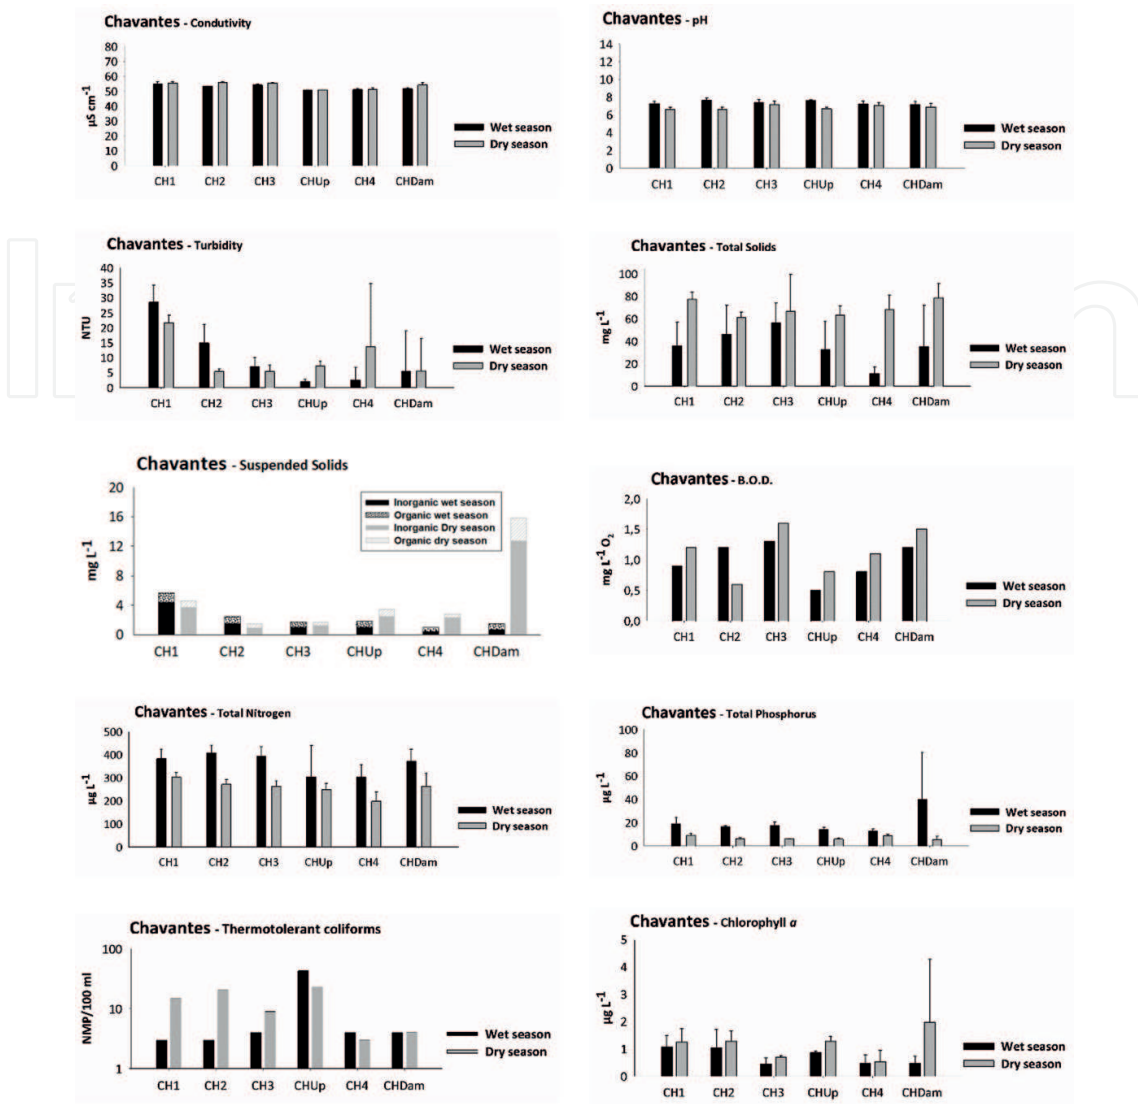 Chavantes - Condutivity
80
70
60
50
40
30
20
10
0
µS cm-1
CH1 CH2 CH3 CHUp CH4 CHDam
Wet season
Dry season
Chavantes - pH
14
12
10
8
6
4
2
0
CH1 CH2 CH3 CHUp CH4 CHDam
Wet season
Dry season
Chavantes - Turbidity
40
35
30
25
20
15
10
5
0
NTU
CH1 CH2 CH3 CHUp CH4 CHDam
Wet season
Dry season
Chavantes - Total Solids
100
80
60
40
20
0
mg L-1
CH1 CH2 CH3 CHUp CH4 CHDam
Wet season
Dry season
Chavantes - Suspended Solids
20
16
12
8
4
0
mg L-1
Inorganic wet season
Organic wet season
Inorganic Dry season
Organic dry season
CH1 CH2 CH3 CHUp CH4 CHDam
Chavantes - B.O.D.
2,0
1,5
1,0
0,5
0,0
mg L-1 O2
CH1 CH2 CH3 CHUp CH4 CHDam
Wet season
Dry season
Chavantes - Total Nitrogen
500
400
300
200
100
0
µg L-1
CH1 CH2 CH3 CHUp CH4 CHDam
Wet season
Dry season
Chavantes - Total Phosphorus
100
80
60
40
20
0
µg L-1
CH1 CH2 CH3 CHUp CH4 CHDam
Wet season
Dry season
Chavantes - Thermotolerant coliforms
100
10
1
NMP/100 ml
CH1 CH2 CH3 CHUp CH4 CHDam
Wet season
Dry season
Chavantes - Chlorophyll a
5
4
3
2
1
0
µg L-1
CH1 CH2 CH3 CHUp CH4 CHDam
Wet season
Dry season